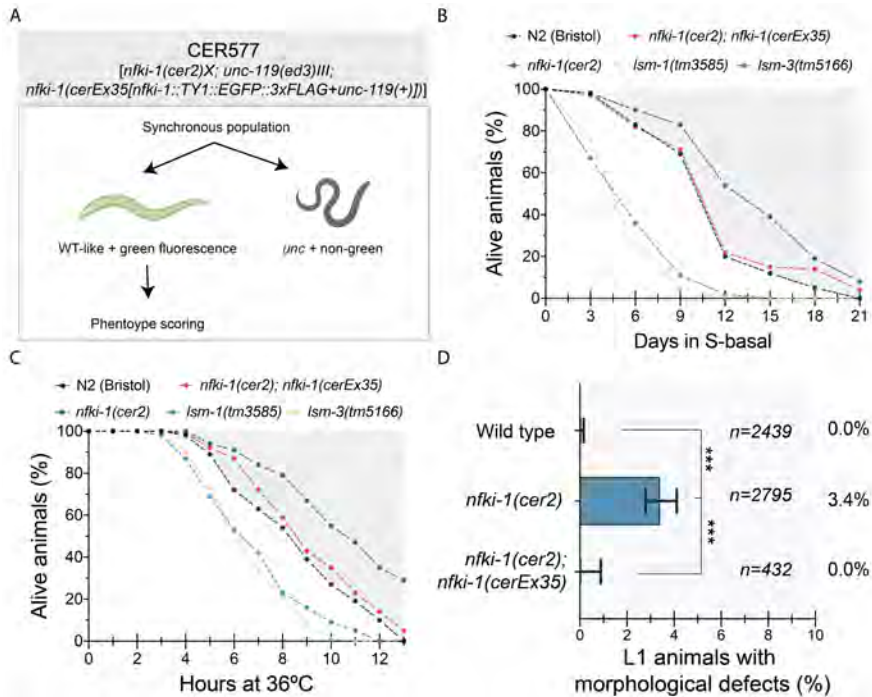 A
CER577
[nfki-1(cer2)X; unc-119(ed3)III;
nfki-1(cerEx35[nfki-1::TY1::EGFP::3xFLAG+unc-119(+)])]
Synchronous population
WT-like + green fluorescence
unc + non-green
Phentoype scoring
B
N2 (Bristol) nfki-1(cer2); nfki-1(cerEx35)
nfki-1(cer2) lsm-1(tm3585) lsm-3(tm5166)
Alive animals (%)
100
80
60
40
20
0
0 3 6 9 12 15 18 21
Days in S-basal
C
N2 (Bristol) nfki-1(cer2); nfki-1(cerEx35)
nfki-1(cer2) lsm-1(tm3585) lsm-3(tm5166)
Alive animals (%)
100
80
60
40
20
0
0 2 4 6 8 10 12
Hours at 36ºC
D
Wild type n=2439 0.0%
***
nfki-1(cer2) n=2795 3.4%
***
nfki-1(cer2);
nfki-1(cerEx35) n=432 0.0%
0 2 4 6 8 10
L1 animals with
morphological defects (%)